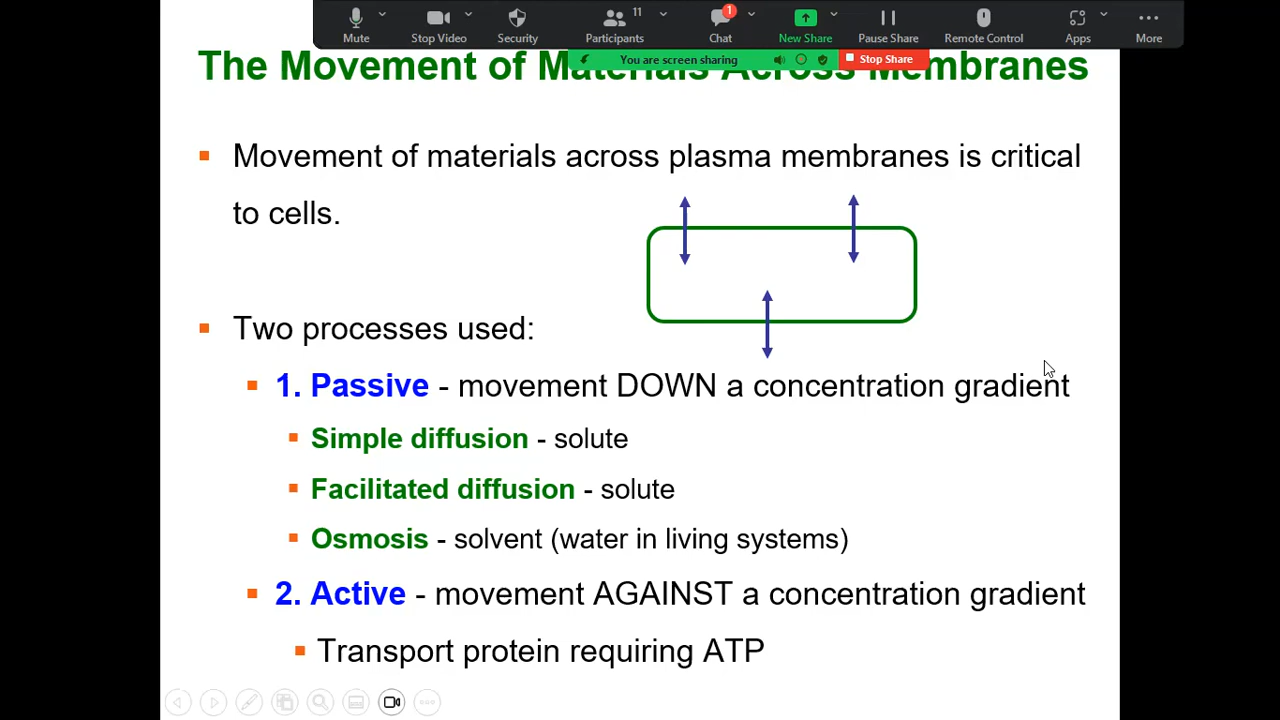 11
1
Mute
Stop Video
Security
Participants
Chat
New Share
Pause Share
Remote Control
Apps
More
You are screen sharing
Stop Share
The Movement of Materials Across Membranes
Movement of materials across plasma membranes is critical
to cells.
Two processes used:
1. Passive - movement DOWN a concentration gradient
Simple diffusion - solute
Facilitated diffusion - solute
Osmosis - solvent (water in living systems)
2. Active - movement AGAINST a concentration gradient
Transport protein requiring ATP